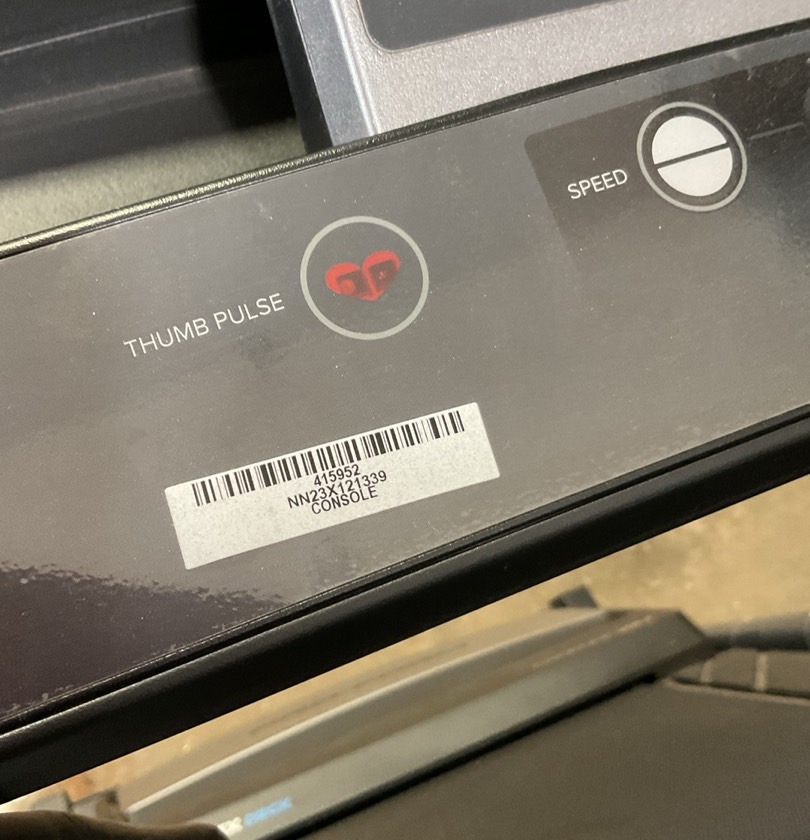 SPEED
THUMB PULSE
415952
NN23X121339
CONSOLE